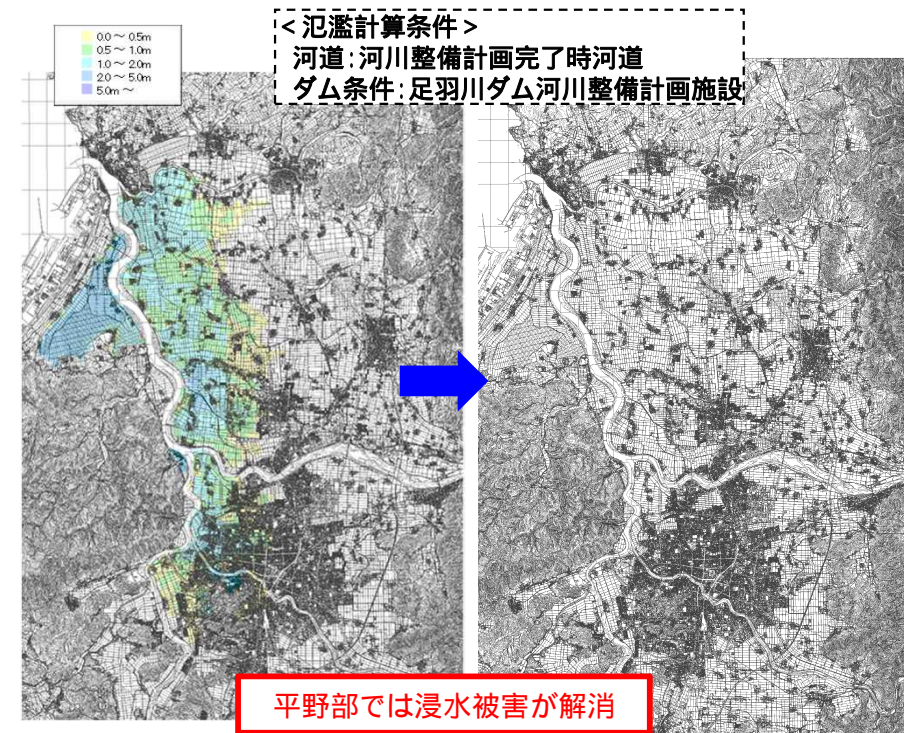 0.0 ～ 0.5m
0.5 ～ 1.0m
1.0 ～ 2.0m
2.0 ～ 5.0m
5.0m ～
＜氾濫計算条件＞
河道：河川整備計画完了時河道
ダム条件：足羽川ダム河川整備計画施設
平野部では浸水被害が解消